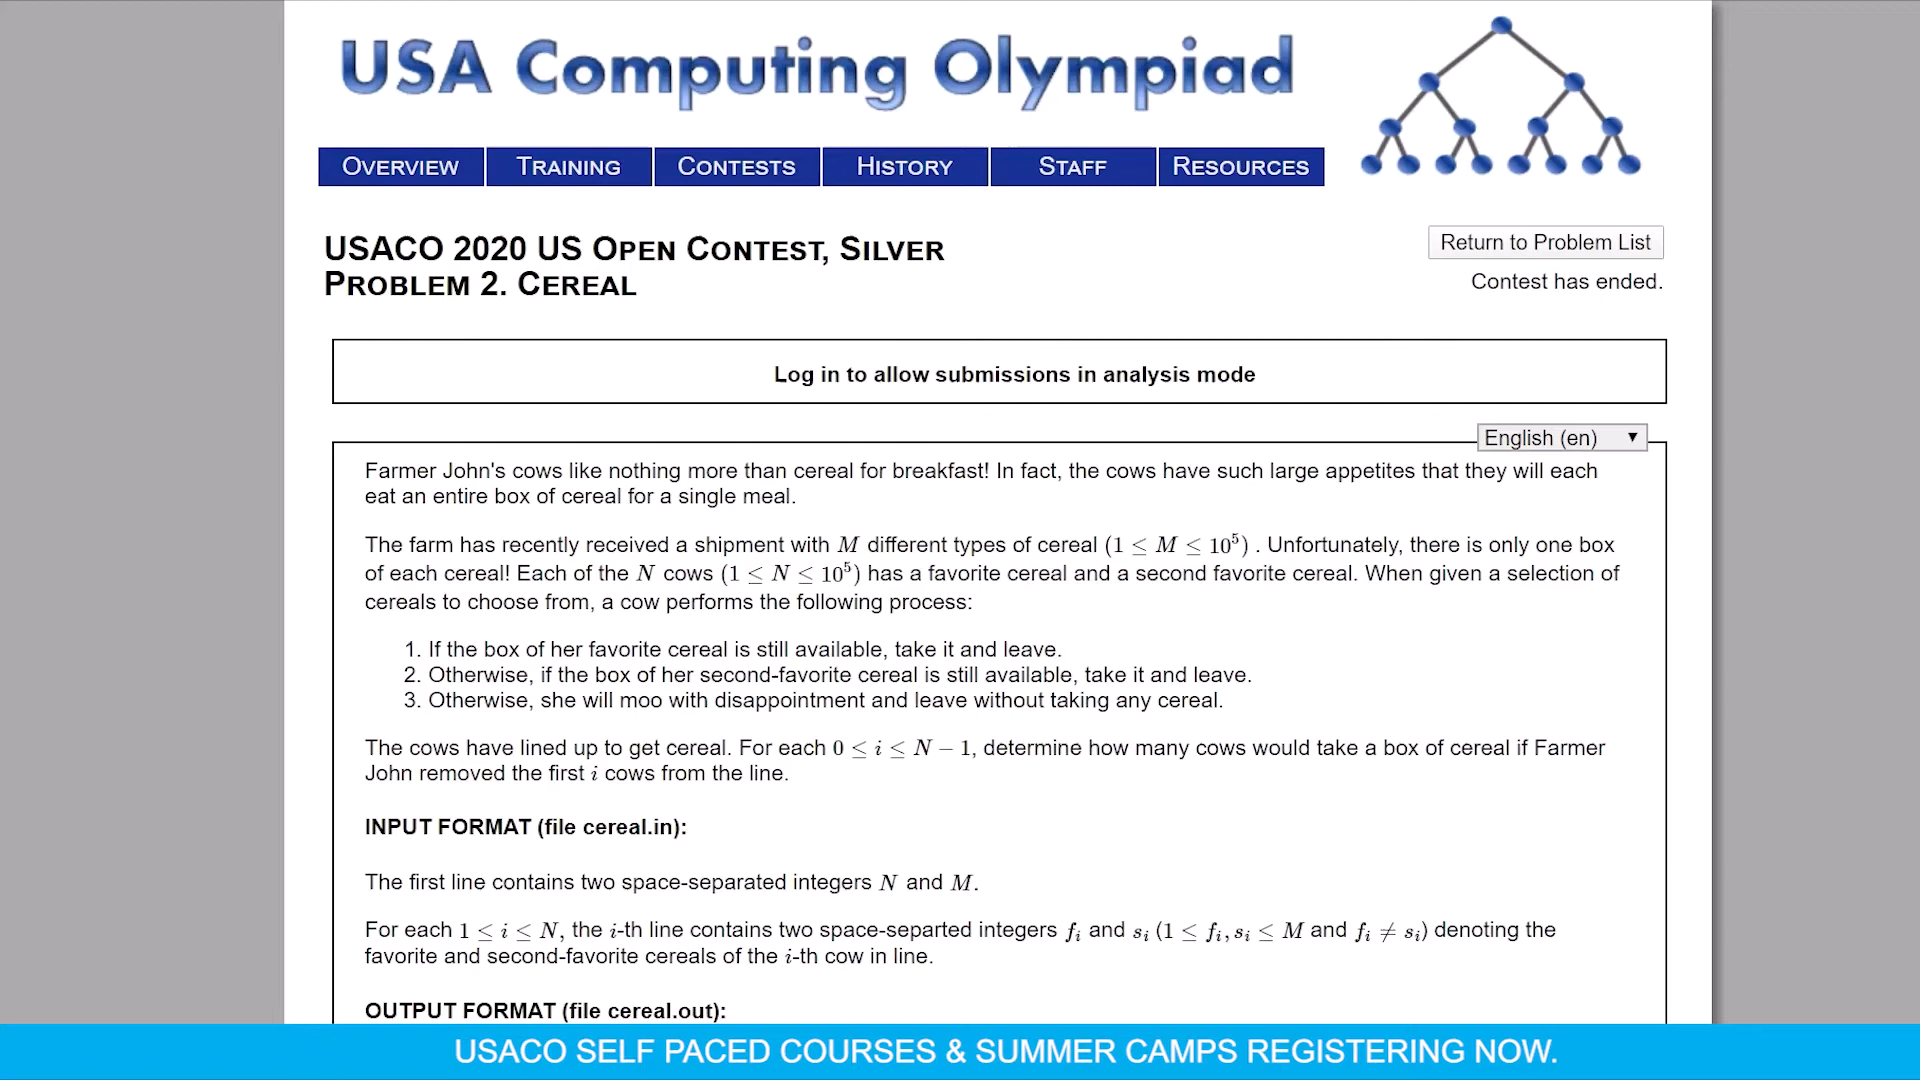 USA Computing Olympiad
OVERVIEW TRAINING CONTESTS HISTORY STAFF RESOURCES
USACO 2020 US OPEN CONTEST, SILVER
PROBLEM 2. CEREAL
Return to Problem List
Contest has ended.
Log in to allow submissions in analysis mode
English (en)
Farmer John's cows like nothing more than cereal for breakfast! In fact, the cows have such large appetites that they will each
eat an entire box of cereal for a single meal.
The farm has recently received a shipment with M different types of cereal (1 ≤ M ≤ 10⁵) . Unfortunately, there is only one box
of each cereal! Each of the N cows (1 ≤ N ≤ 10⁵) has a favorite cereal and a second favorite cereal. When given a selection of
cereals to choose from, a cow performs the following process:
1. If the box of her favorite cereal is still available, take it and leave.
2. Otherwise, if the box of her second-favorite cereal is still available, take it and leave.
3. Otherwise, she will moo with disappointment and leave without taking any cereal.
The cows have lined up to get cereal. For each 0 ≤ i ≤ N − 1, determine how many cows would take a box of cereal if Farmer
John removed the first i cows from the line.
INPUT FORMAT (file cereal.in):
The first line contains two space-separated integers N and M.
For each 1 ≤ i ≤ N, the i-th line contains two space-separted integers fᵢ and sᵢ (1 ≤ fᵢ, sᵢ ≤ M and fᵢ ≠ sᵢ) denoting the
favorite and second-favorite cereals of the i-th cow in line.
OUTPUT FORMAT (file cereal.out):
USACO SELF PACED COURSES & SUMMER CAMPS REGISTERING NOW.